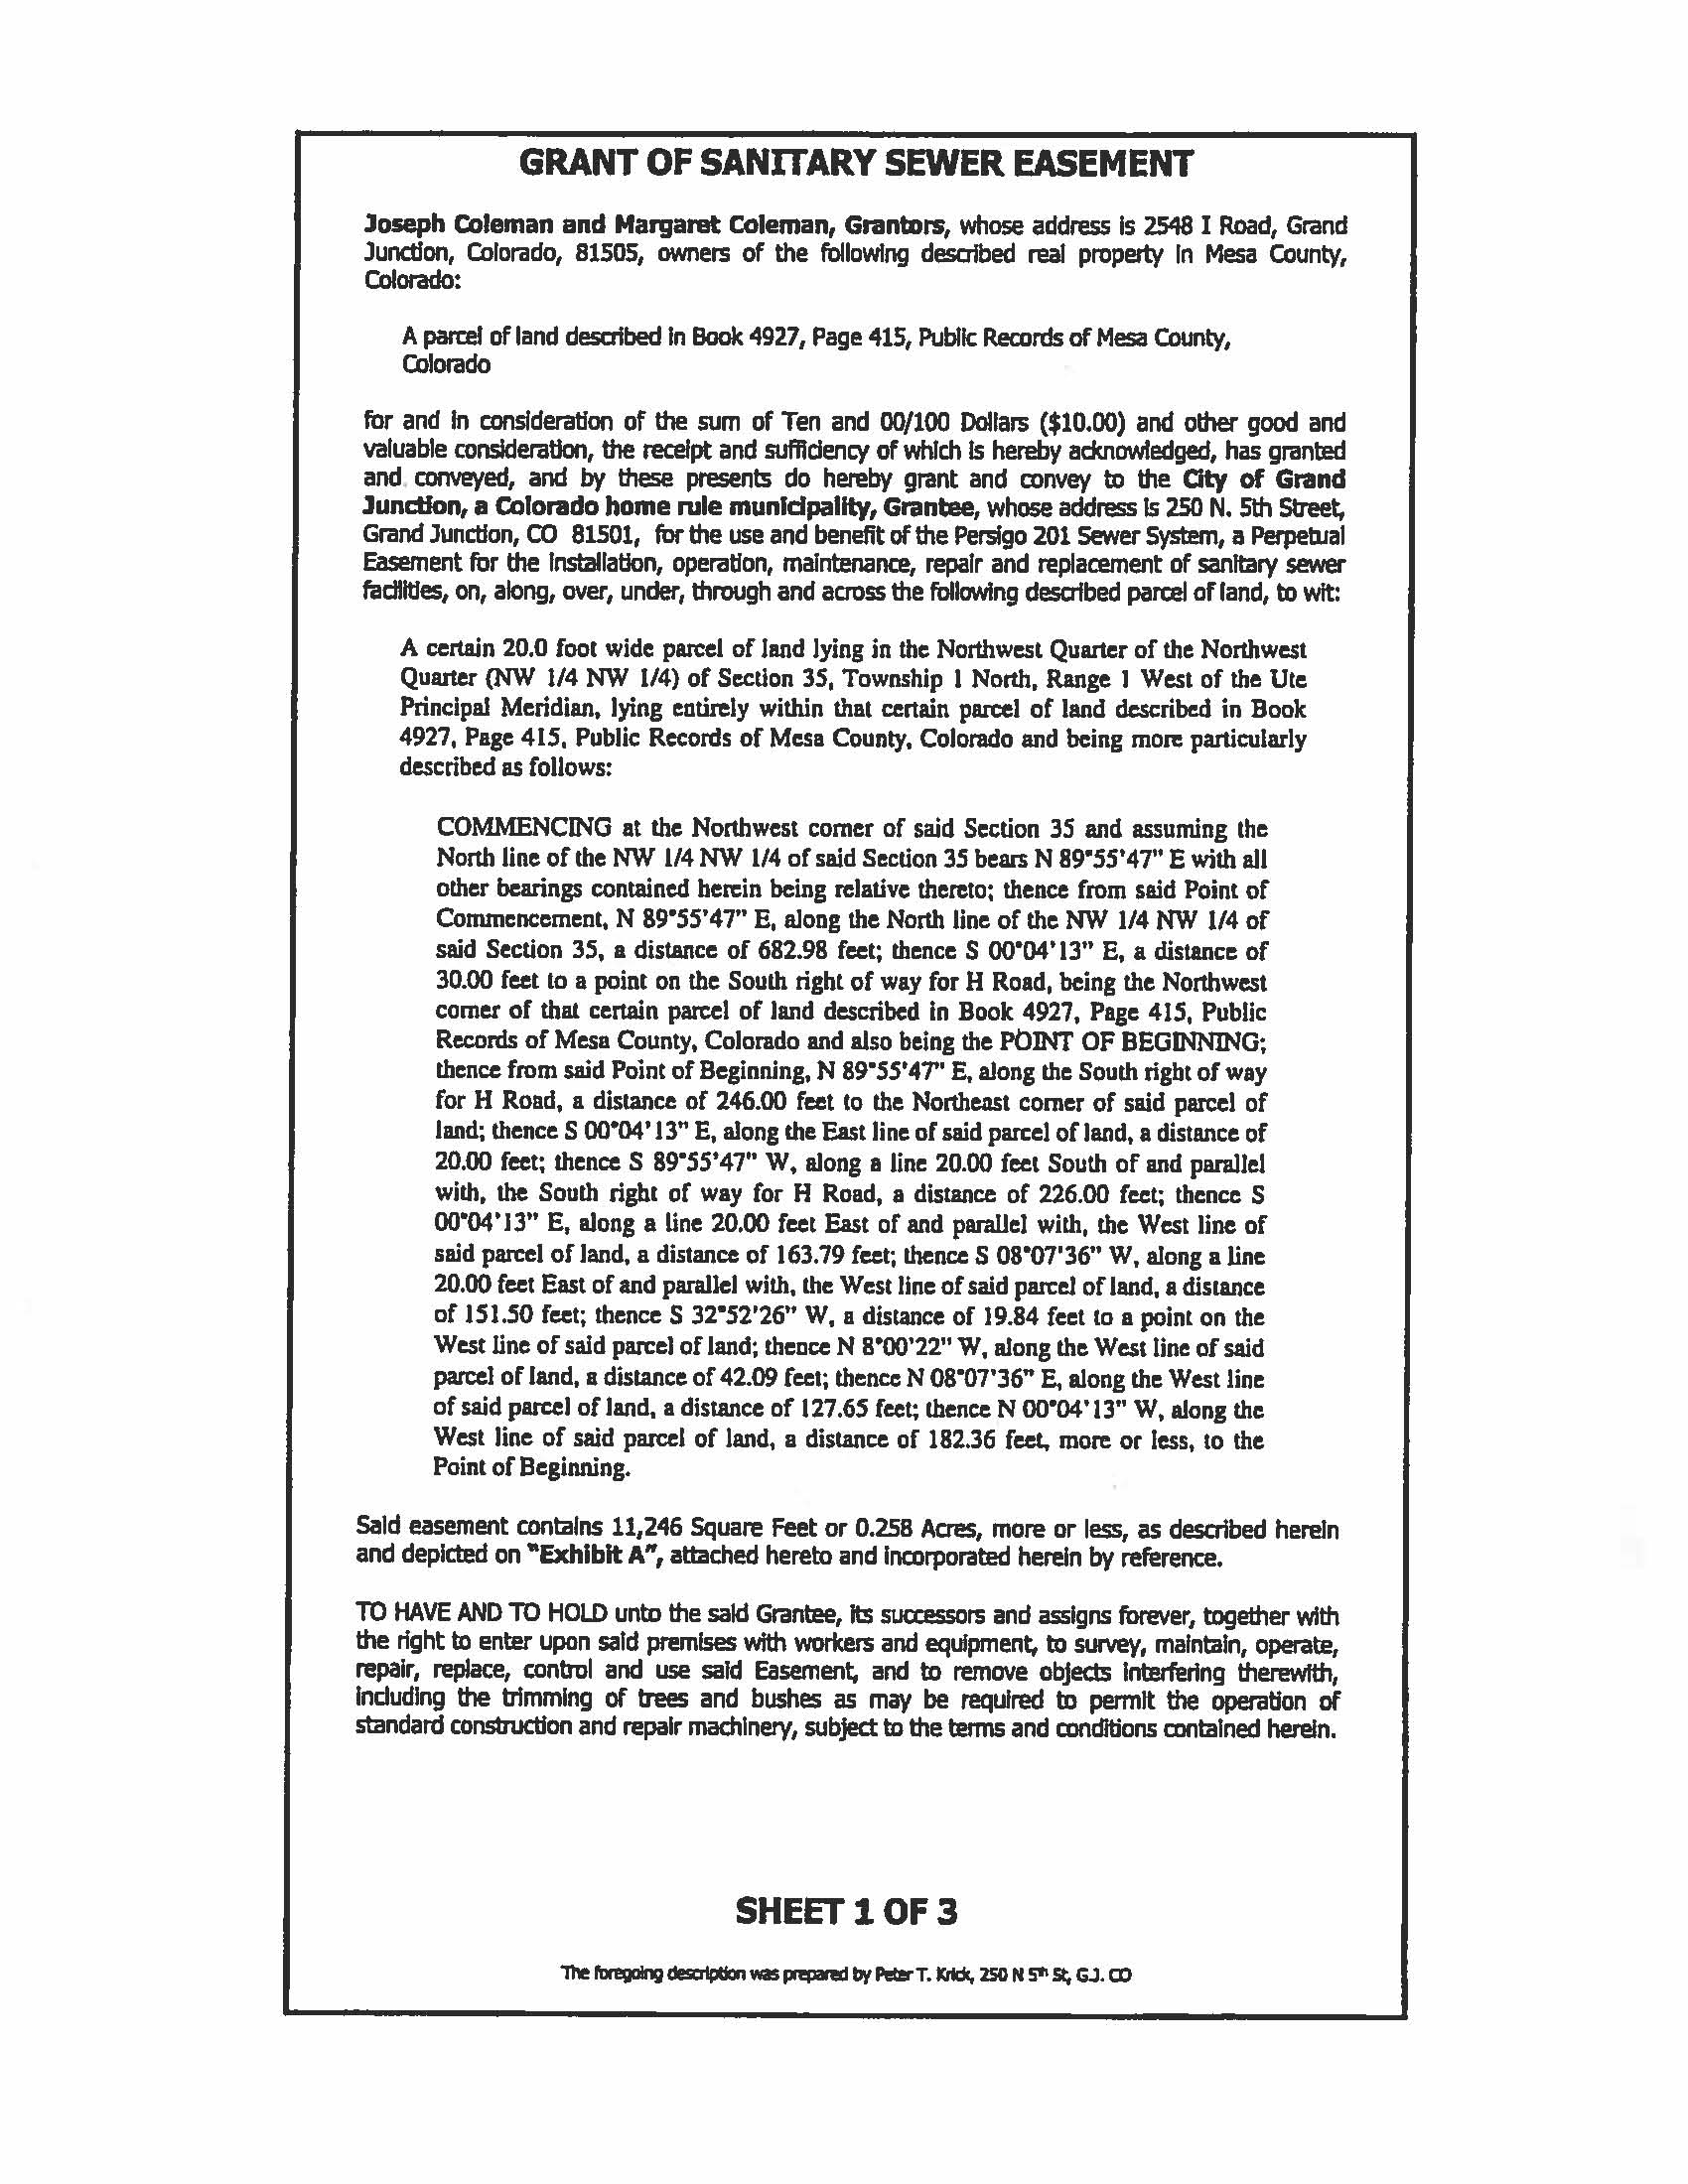 GRANT OF SANITARY SEWER EASEMENT
Joseph Coleman and Margaret Coleman, Grantors, whose address is 2548 I Road, Grand
Junction, Colorado, 81505, owners of the following described real property in Mesa County,
Colorado:
A parcel of land described in Book 4927, Page 415, Public Records of Mesa County,
Colorado
for and in consideration of the sum of Ten and 00/100 Dollars ($10.00) and other good and
valuable consideration, the receipt and sufficiency of which is hereby acknowledged, has granted
and conveyed, and by these presents do hereby grant and convey to the City of Grand
Junction, a Colorado home rule municipality, Grantee, whose address is 250 N. 5th Street,
Grand Junction, CO 81501, for the use and benefit of the Persigo 201 Sewer System, a Perpetual
Easement for the installation, operation, maintenance, repair and replacement of sanitary sewer
facilities, on, along, over, under, through and across the following described parcel of land, to wit:
A certain 20.0 foot wide parcel of land lying in the Northwest Quarter of the Northwest
Quarter (NW 1/4 NW 1/4) of Section 35, Township 1 North, Range 1 West of the Ute
Principal Meridian, lying entirely within that certain parcel of land described in Book
4927, Page 415, Public Records of Mesa County, Colorado and being more particularly
described as follows:
COMMENCING at the Northwest corner of said Section 35 and assuming the
North line of the NW 1/4 NW 1/4 of said Section 35 bears N 89°55'47" E with all
other bearings contained herein being relative thereto; thence from said Point of
Commencement, N 89°55'47" E, along the North line of the NW 1/4 NW 1/4 of
said Section 35, a distance of 682.98 feet; thence S 00°04'13" E, a distance of
30.00 feet to a point on the South right of way for H Road, being the Northwest
corner of that certain parcel of land described in Book 4927, Page 415, Public
Records of Mesa County, Colorado and also being the POINT OF BEGINNING;
thence from said Point of Beginning, N 89°55'47" E, along the South right of way
for H Road, a distance of 246.00 feet to the Northeast corner of said parcel of
land; thence S 00°04'13" E, along the East line of said parcel of land, a distance of
20.00 feet; thence S 89°55'47" W, along a line 20.00 feet South of and parallel
with, the South right of way for H Road, a distance of 226.00 feet; thence S
00°04'13" E, along a line 20.00 feet East of and parallel with, the West line of
said parcel of land, a distance of 163.79 feet; thence S 08°07'36" W, along a line
20.00 feet East of and parallel with, the West line of said parcel of land, a distance
of 151.50 feet; thence S 32°52'26" W, a distance of 19.84 feet to a point on the
West line of said parcel of land; thence N 8°00'22" W, along the West line of said
parcel of land, a distance of 42.09 feet; thence N 08°07'36" E, along the West line
of said parcel of land, a distance of 127.65 feet; thence N 00°04'13" W, along the
West line of said parcel of land, a distance of 182.36 feet, more or less, to the
Point of Beginning.
Said easement contains 11,246 Square Feet or 0.258 Acres, more or less, as described herein
and depicted on "Exhibit A", attached hereto and incorporated herein by reference.
TO HAVE AND TO HOLD unto the said Grantee, its successors and assigns forever, together with
the right to enter upon said premises with workers and equipment, to survey, maintain, operate,
repair, replace, control and use said Easement, and to remove objects interfering therewith,
including the trimming of trees and bushes as may be required to permit the operation of
standard construction and repair machinery, subject to the terms and conditions contained herein.
SHEET 1 OF 3
The foregoing description was prepared by Peter T. Krick, 250 N 5th St, G.J. CO